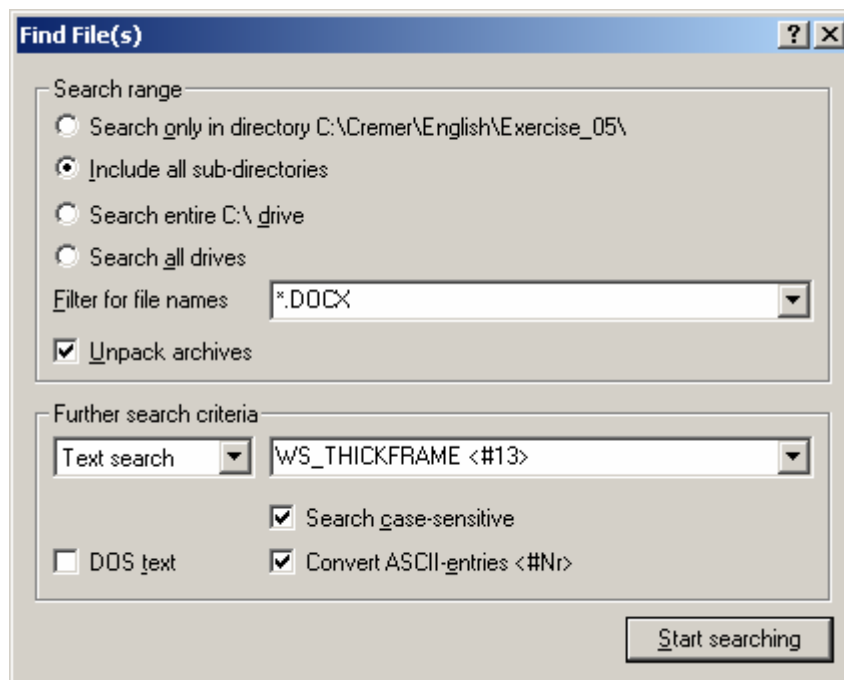 Find File(s)
Search range
Search only in directory C:\Cremer\English\Exercise_05\
Include all sub-directories
Search entire C:\ drive
Search all drives
Filter for file names *.DOCX
Unpack archives
Further search criteria
Text search WS_THICKFRAME <#13>
Search case-sensitive
DOS text Convert ASCII-entries <#Nr>
Start searching